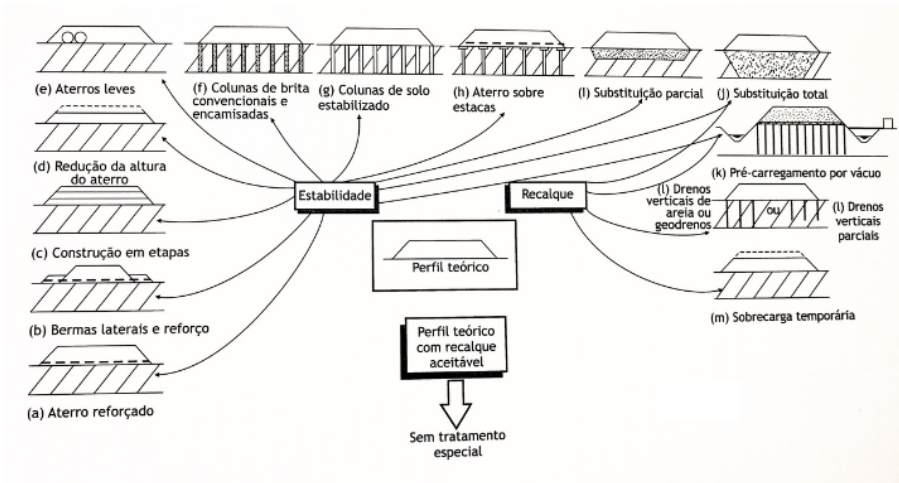 (e) Aterros leves
(f) Colunas de brita
convencionais e
encamisadas
(g) Colunas de solo
estabilizado
(h) Aterro sobre
estacas
(l) Substituição parcial
(j) Substituição total
(d) Redução da altura
do aterro
(k) Pré-carregamento por vácuo
Estabilidade
Recalque
(l) Drenos
verticais de
areia ou
geodrenos
ou
(l) Drenos
verticais
parciais
(c) Construção em etapas
Perfil teórico
(m) Sobrecarga temporária
(b) Bermas laterais e reforço
Perfil teórico
com recalque
aceitável
(a) Aterro reforçado
Sem tratamento
especial